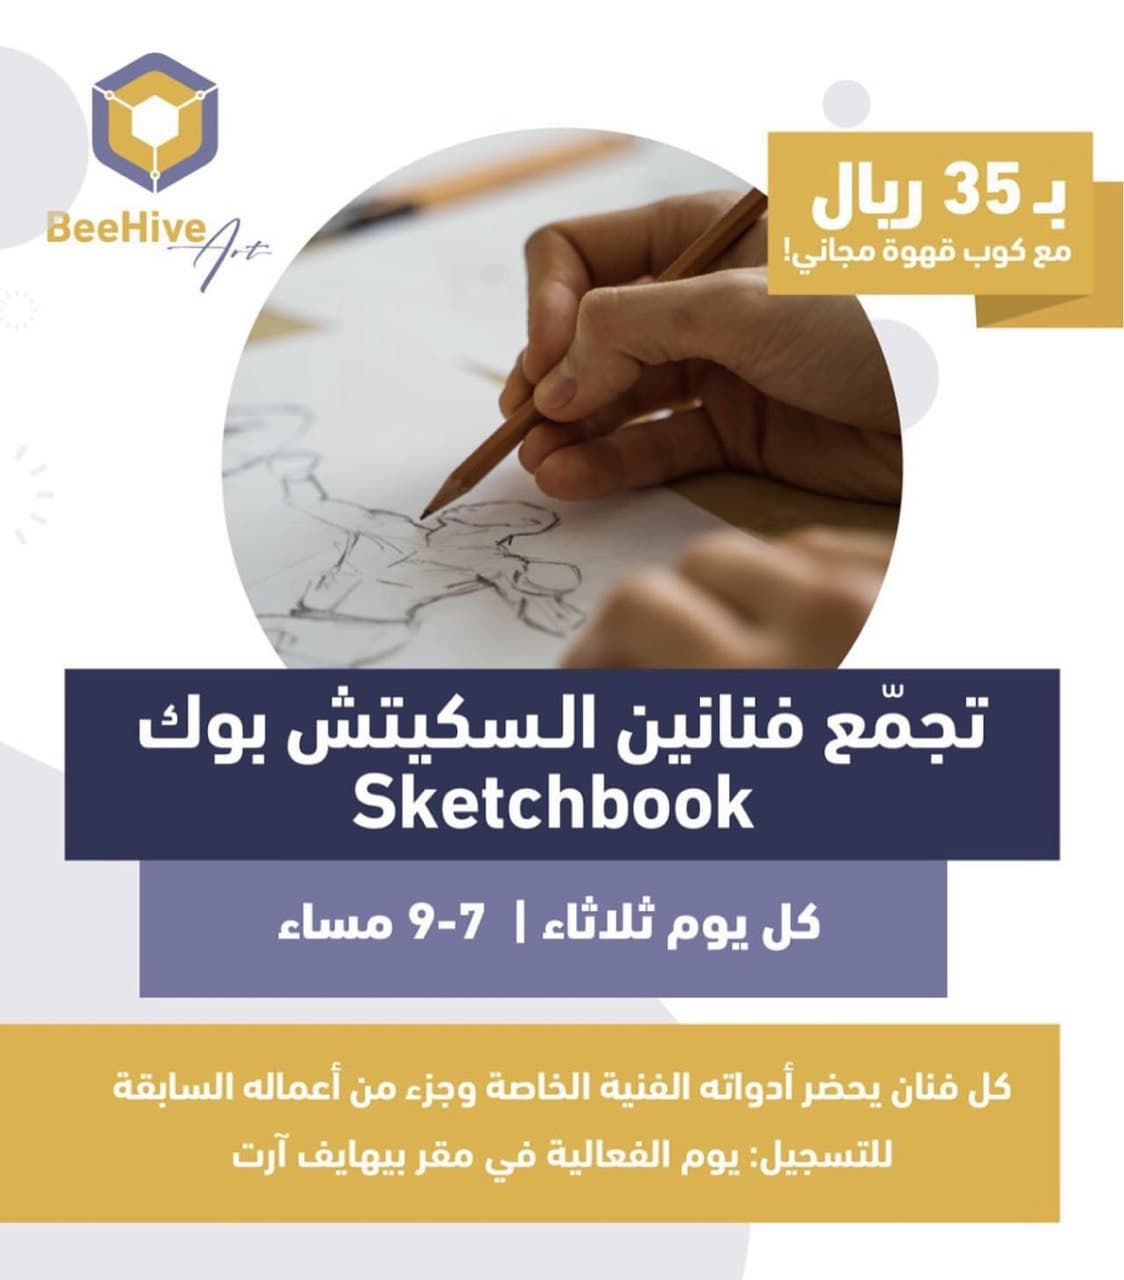 BeeHive
Art
بـ 35 ريال
مع كوب قهوة مجاني!
تجمّع فنانين السكيتش بوك
Sketchbook
كل يوم ثلاثاء | 7-9 مساء
كل فنان يحضر أدواته الفنية الخاصة وجزء من أعماله السابقة
للتسجيل: يوم الفعالية في مقر بيهايف آرت